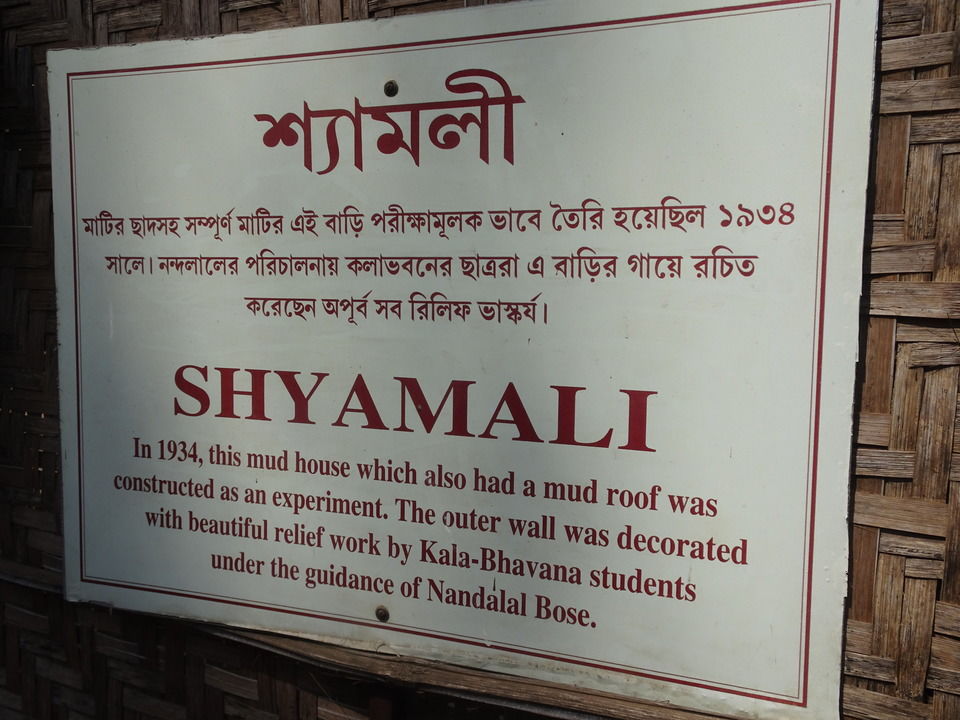 শ্যামলী
মাটির ছাদসহ সম্পূর্ণ মাটির এই বাড়ি পরীক্ষামূলক ভাবে তৈরি হয়েছিল ১৯৩৪
সালে। নন্দলালের পরিচালনায় কলাভবনের ছাত্ররা এ বাড়ির গায়ে রচিত
করেছেন অপূর্ব সব রিলিফ ভাস্কর্য।
SHYAMALI
In 1934, this mud house which also had a mud roof was
constructed as an experiment. The outer wall was decorated
with beautiful relief work by Kala-Bhavana students
under the guidance of Nandalal Bose.